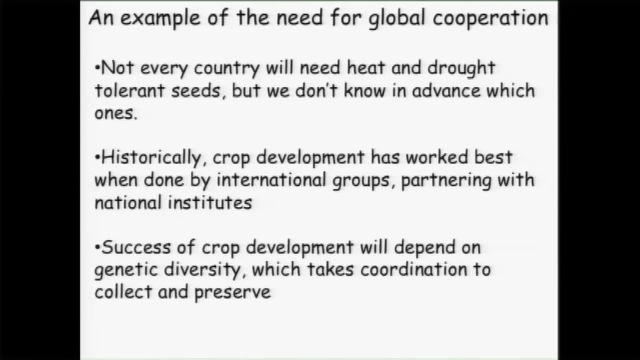 An example of the need for global cooperation
•Not every country will need heat and drought
tolerant seeds, but we don't know in advance which
ones.
•Historically, crop development has worked best
when done by international groups, partnering with
national institutes
•Success of crop development will depend on
genetic diversity, which takes coordination to
collect and preserve